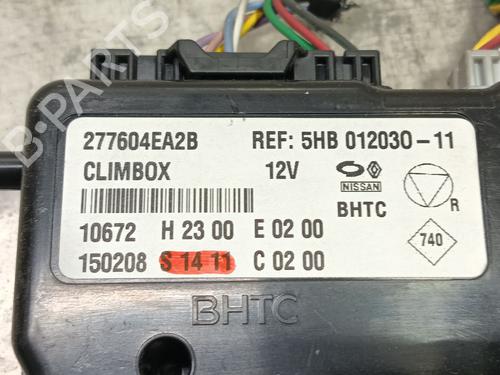 277604EA2B REF: 5HB 012030-11
CLIMBOX 12V
NISSAN
BHTC
R
10672 H 23 00 E 02 00
740
150208 S 14 11 C 02 00
BHTC
B-PARTS